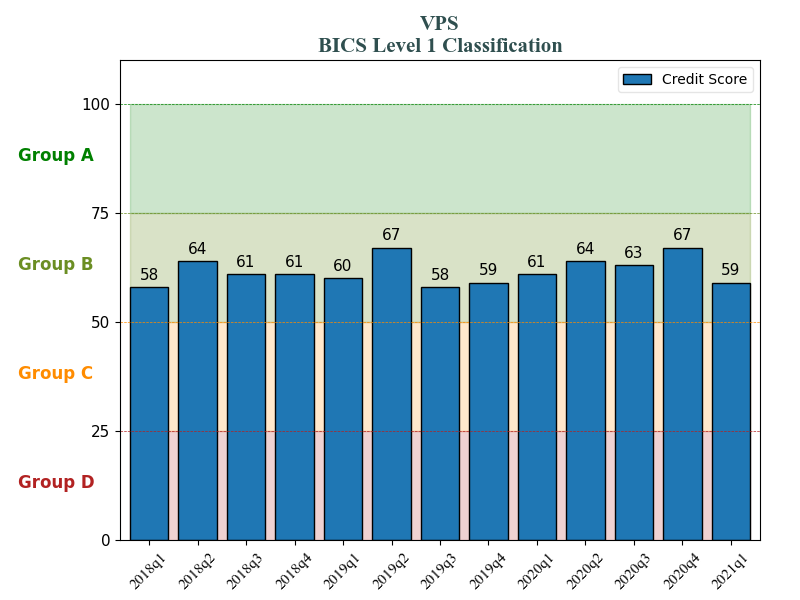 VPS
BICS Level 1 Classification
Credit Score
100
Group A
75
Group B
50
Group C
25
Group D
0
58
64
61
61
60
67
58
59
61
64
63
67
59
2018q1
2018q2
2018q3
2018q4
2019q1
2019q2
2019q3
2019q4
2020q1
2020q2
2020q3
2020q4
2021q1